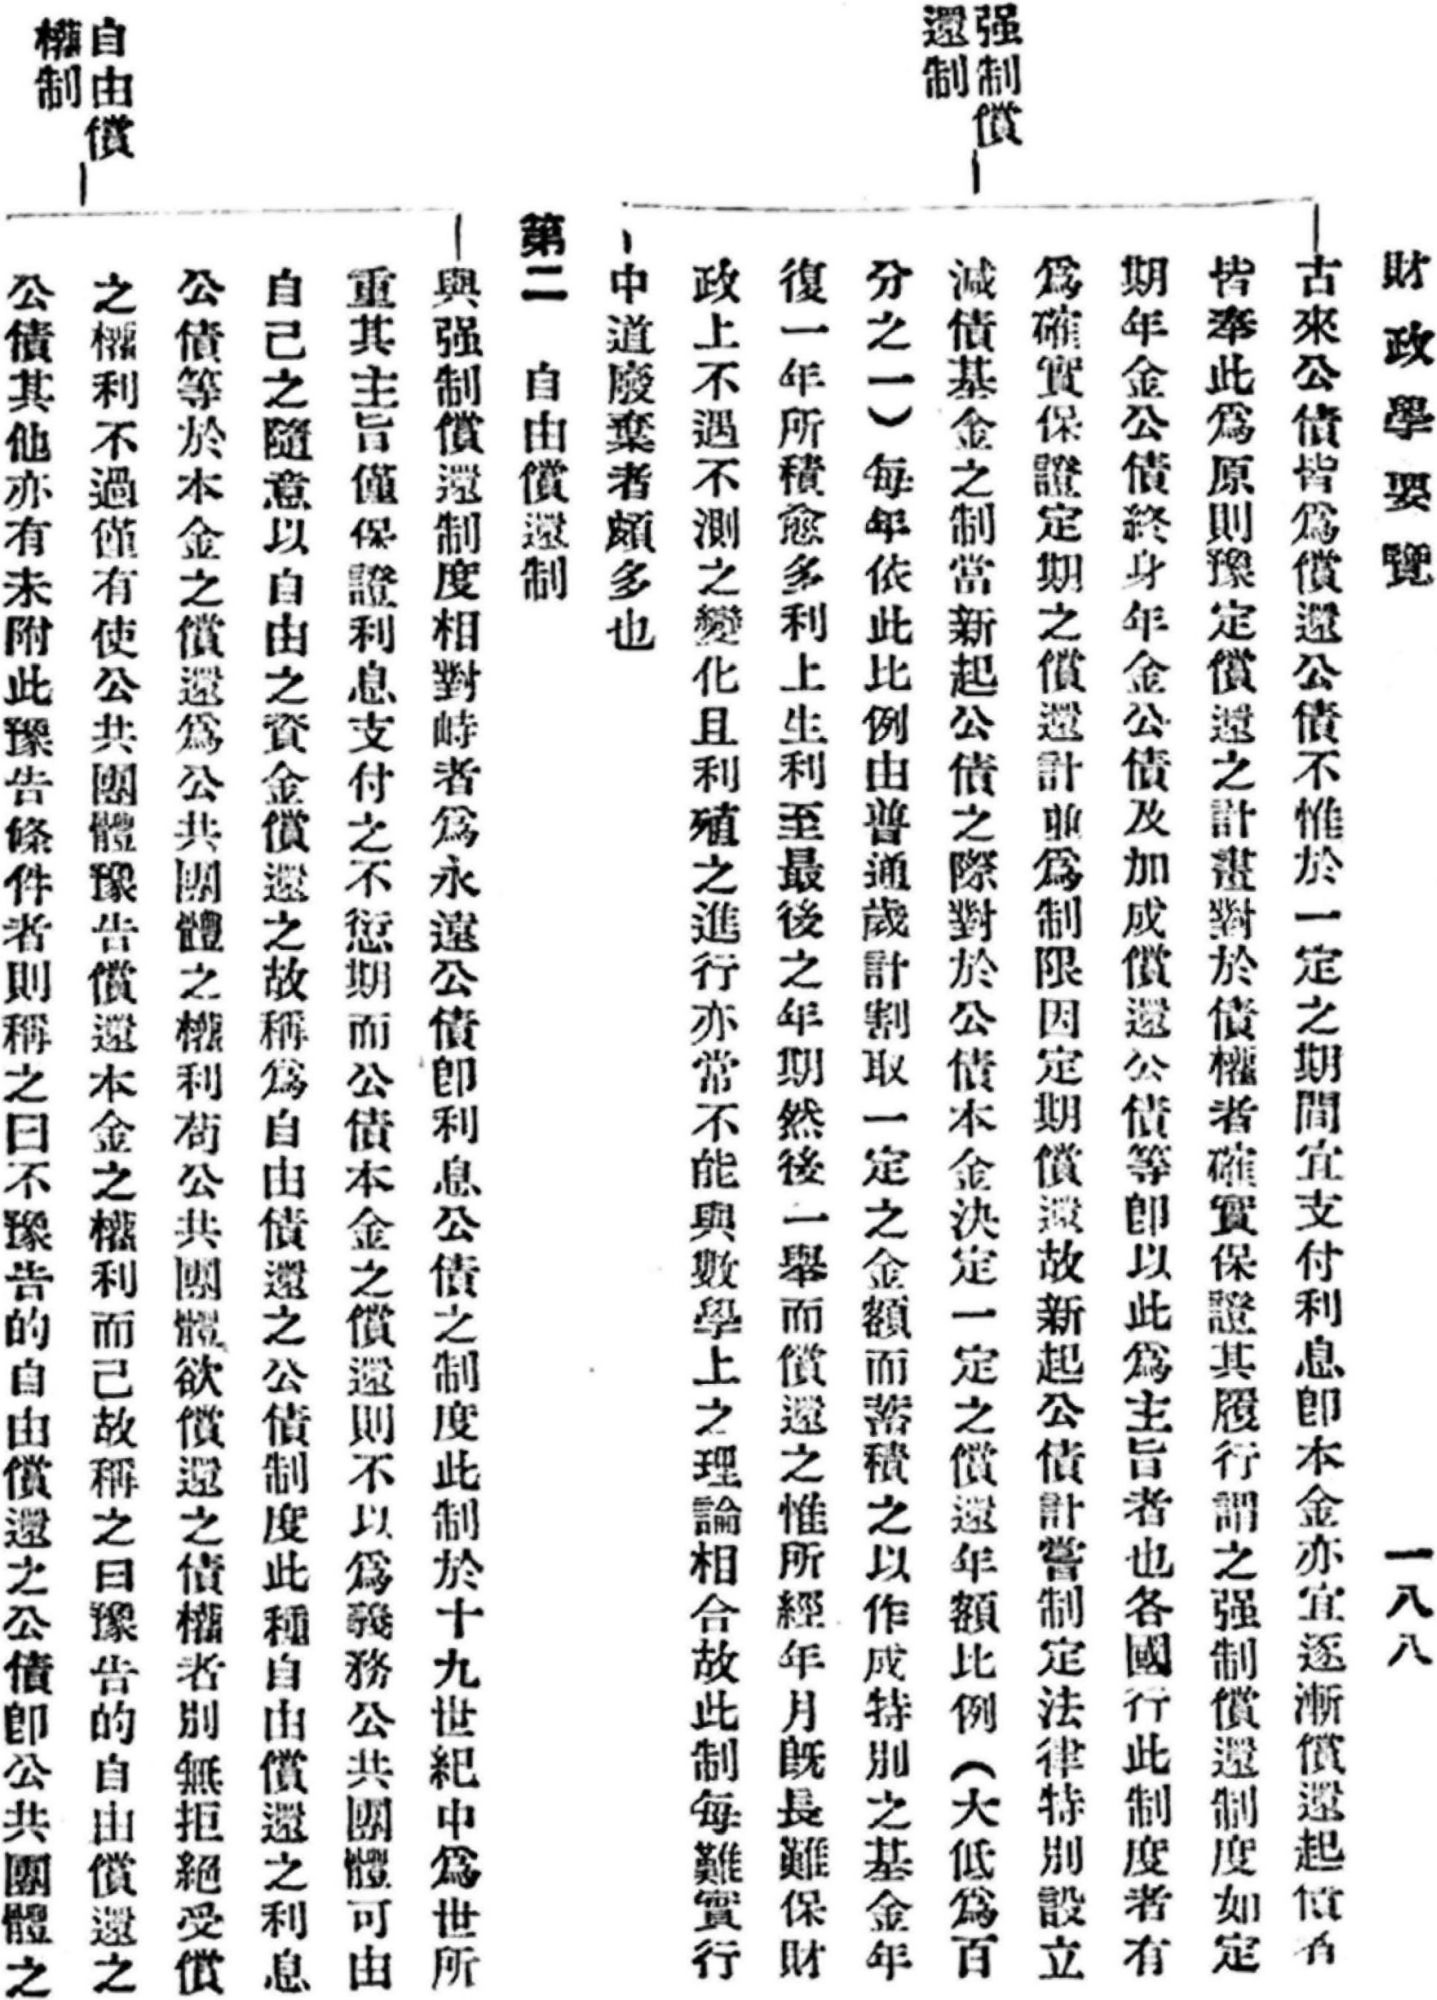 財政學要覽
一八八
强制償
還制
古來公債皆爲償還公債不惟於一定之期間宜支付利息卽本金亦宜逐漸償還起債者
皆奉此爲原則豫定償還之計畫對於債權者確實保證其履行謂之强制償還制度如定
期年金公債終身年金公債及加成償還公債等卽以此爲主旨者也各國行此制度者有
爲確實保證定期之償還計並爲制限因定期償還故新起公債計嘗制定法律特別設立
減債基金之制當新起公債之際對於公債本金決定一定之償還年額比例（大低爲百
分之一）每年依此比例由普通歲計割取一定之金額而蓄積之以作成特別之基金年
復一年所積愈多利上生利至最後之年期然後一舉而償還之惟所經年月旣長難保財
政上不遇不測之變化且利殖之進行亦常不能與數學上之理論相合故此制每難實行
中道廢棄者頗多也
第二　自由償還制
自由償
權制
與强制償還制度相對峙者爲永遠公債卽利息公債之制度此制於十九世紀中爲世所
重其主旨僅保證利息支付之不愆期而公債本金之償還則不以爲義務公共團體可由
自己之隨意以自由之資金償還之故稱爲自由債還之公債制度此種自由償還之利息
公債等於本金之償還爲公共團體之權利苟公共團體欲償還之債權者別無拒絕受償
之權利不過僅有使公共團體豫告償還本金之權利而己故稱之曰豫告的自由償還之
公債其他亦有未附此豫告條件者則稱之曰不豫告的自由償還之公債卽公共團體之